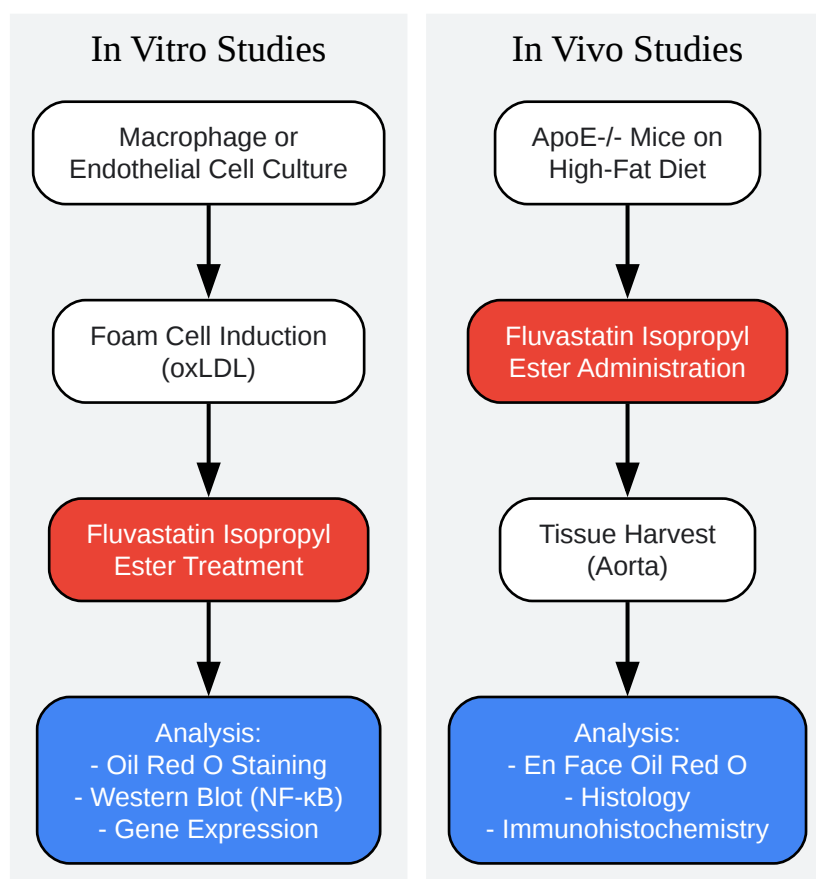 In Vitro Studies
Macrophage or
Endothelial Cell Culture
Foam Cell Induction
(oxLDL)
Fluvastatin Isopropyl
Ester Treatment
Analysis:
- Oil Red O Staining
- Western Blot (NF-κB)
- Gene Expression
In Vivo Studies
ApoE-/- Mice on
High-Fat Diet
Fluvastatin Isopropyl
Ester Administration
Tissue Harvest
(Aorta)
Analysis:
- En Face Oil Red O
- Histology
- Immunohistochemistry